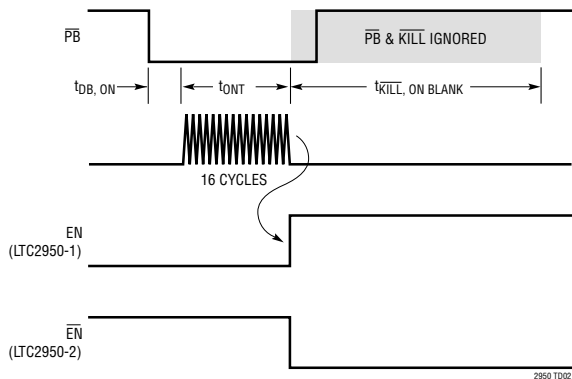 PB
PB & KILL IGNORED
tDB, ON
tONT
tKILL, ON BLANK
16 CYCLES
EN
(LTC2950-1)
EN
(LTC2950-2)
2950 TD02